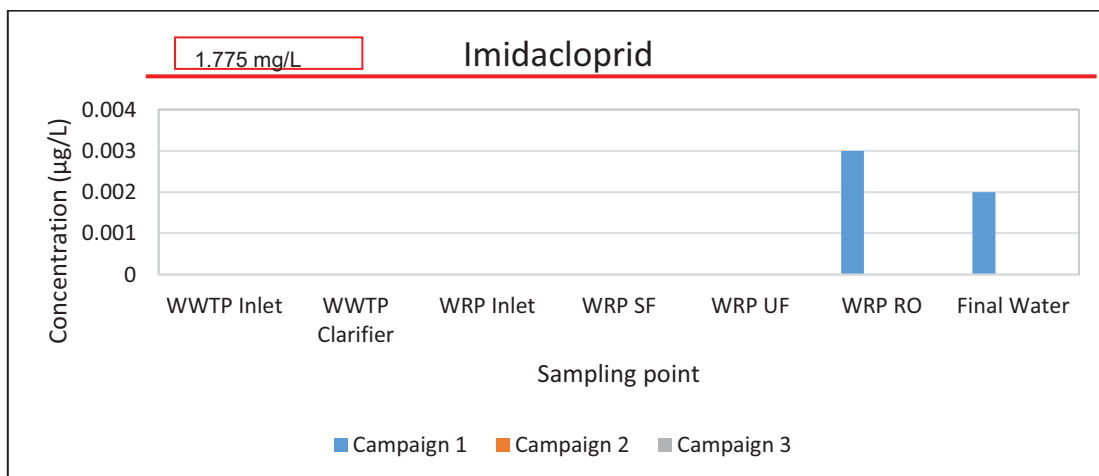 1.775 mg/L
Imidacloprid
Concentration (µg/L)
0.004
0.003
0.002
0.001
0
WWTP Inlet
WWTP
Clarifier
WRP Inlet
WRP SF
WRP UF
WRP RO
Final Water
Sampling point
Campaign 1
Campaign 2
Campaign 3